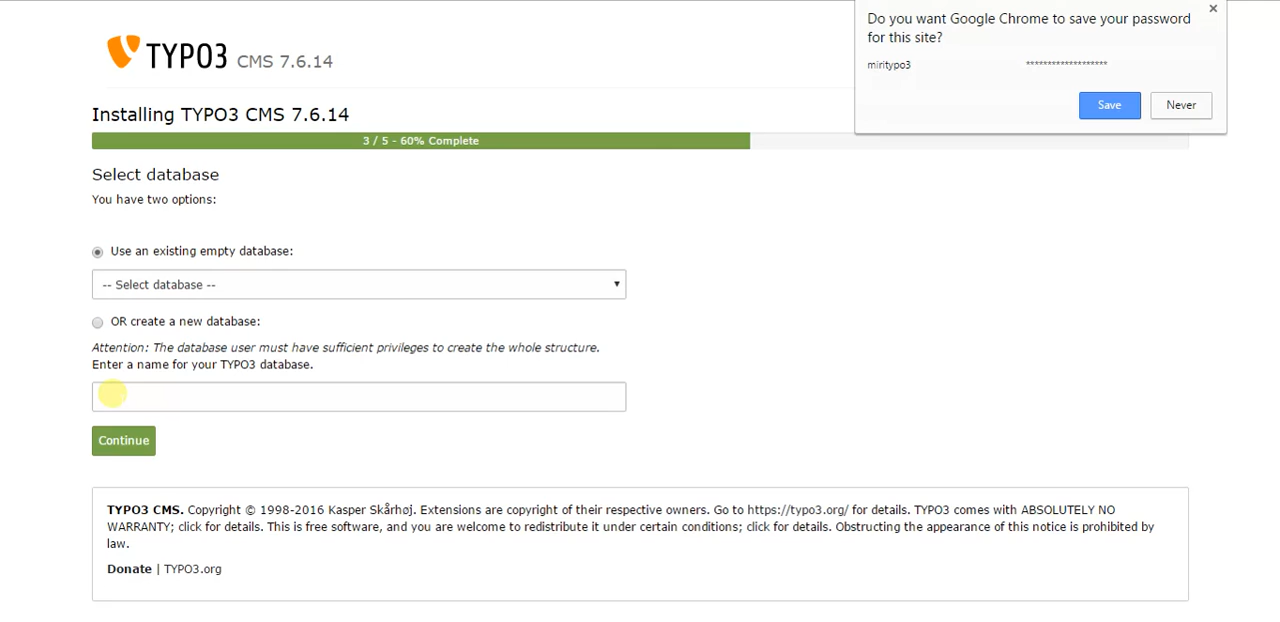 Do you want Google Chrome to save your password
for this site?
miritypo3 *******************
Save Never
TYPO3 CMS 7.6.14
Installing TYPO3 CMS 7.6.14
3 / 5 - 60% Complete
Select database
You have two options:
Use an existing empty database:
-- Select database --
OR create a new database:
Attention: The database user must have sufficient privileges to create the whole structure.
Enter a name for your TYPO3 database.
Continue
TYPO3 CMS. Copyright © 1998-2016 Kasper Skårhøj. Extensions are copyright of their respective owners. Go to https://typo3.org/ for details. TYPO3 comes with ABSOLUTELY NO
WARRANTY; click for details. This is free software, and you are welcome to redistribute it under certain conditions; click for details. Obstructing the appearance of this notice is prohibited by
law.
Donate | TYPO3.org